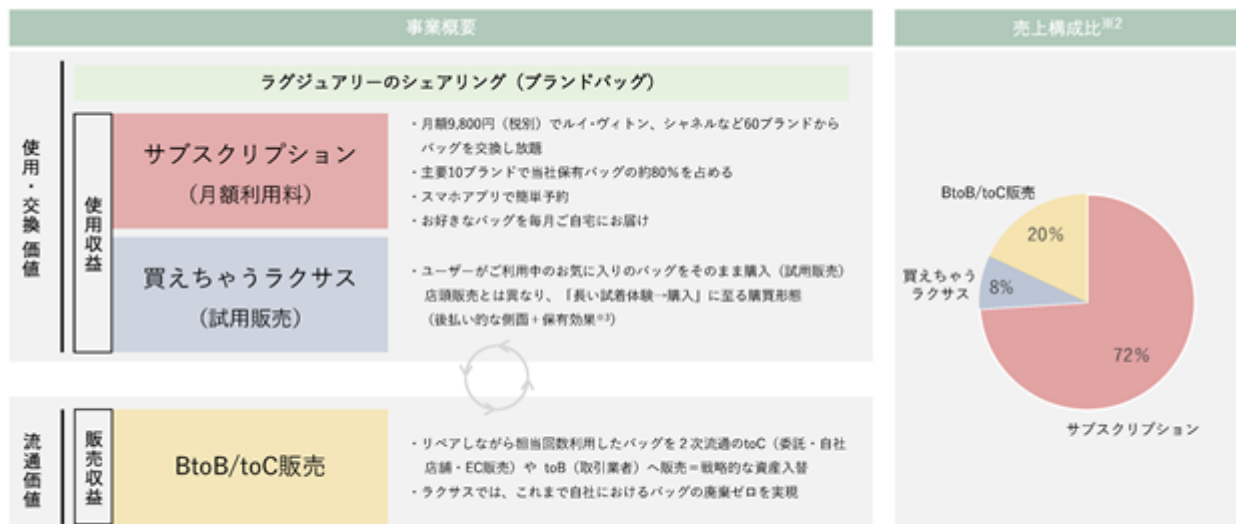 事業概要
ラグジュアリーのシェアリング（ブランドバッグ）
使用・交換 価値
使用収益
サブスクリプション
（月額利用料）
・月額9,800円（税別）でルイ・ヴィトン、シャネルなど60ブランドから
バッグを交換し放題
・主要10ブランドで当社保有バッグの約80%を占める
・スマホアプリで簡単予約
・お好きなバッグを毎月ご自宅にお届け
買えちゃうラクサス
（試用販売）
・ユーザーがご利用中のお気に入りのバッグをそのまま購入（試用販売）
店頭販売とは異なり、「長い試着体験→購入」に至る購買形態
（後払い的な側面＋保有効果※3）
流通価値
販売収益
BtoB/toC販売
・リペアしながら担当回数利用したバッグを２次流通のtoC（委託・自社
店舗・EC販売）や toB（取引業者）へ販売＝戦略的な資産入替
・ラクサスでは、これまで自社におけるバッグの廃棄ゼロを実現
売上構成比※2
BtoB/toC販売
20%
買えちゃう
ラクサス
8%
72%
サブスクリプション